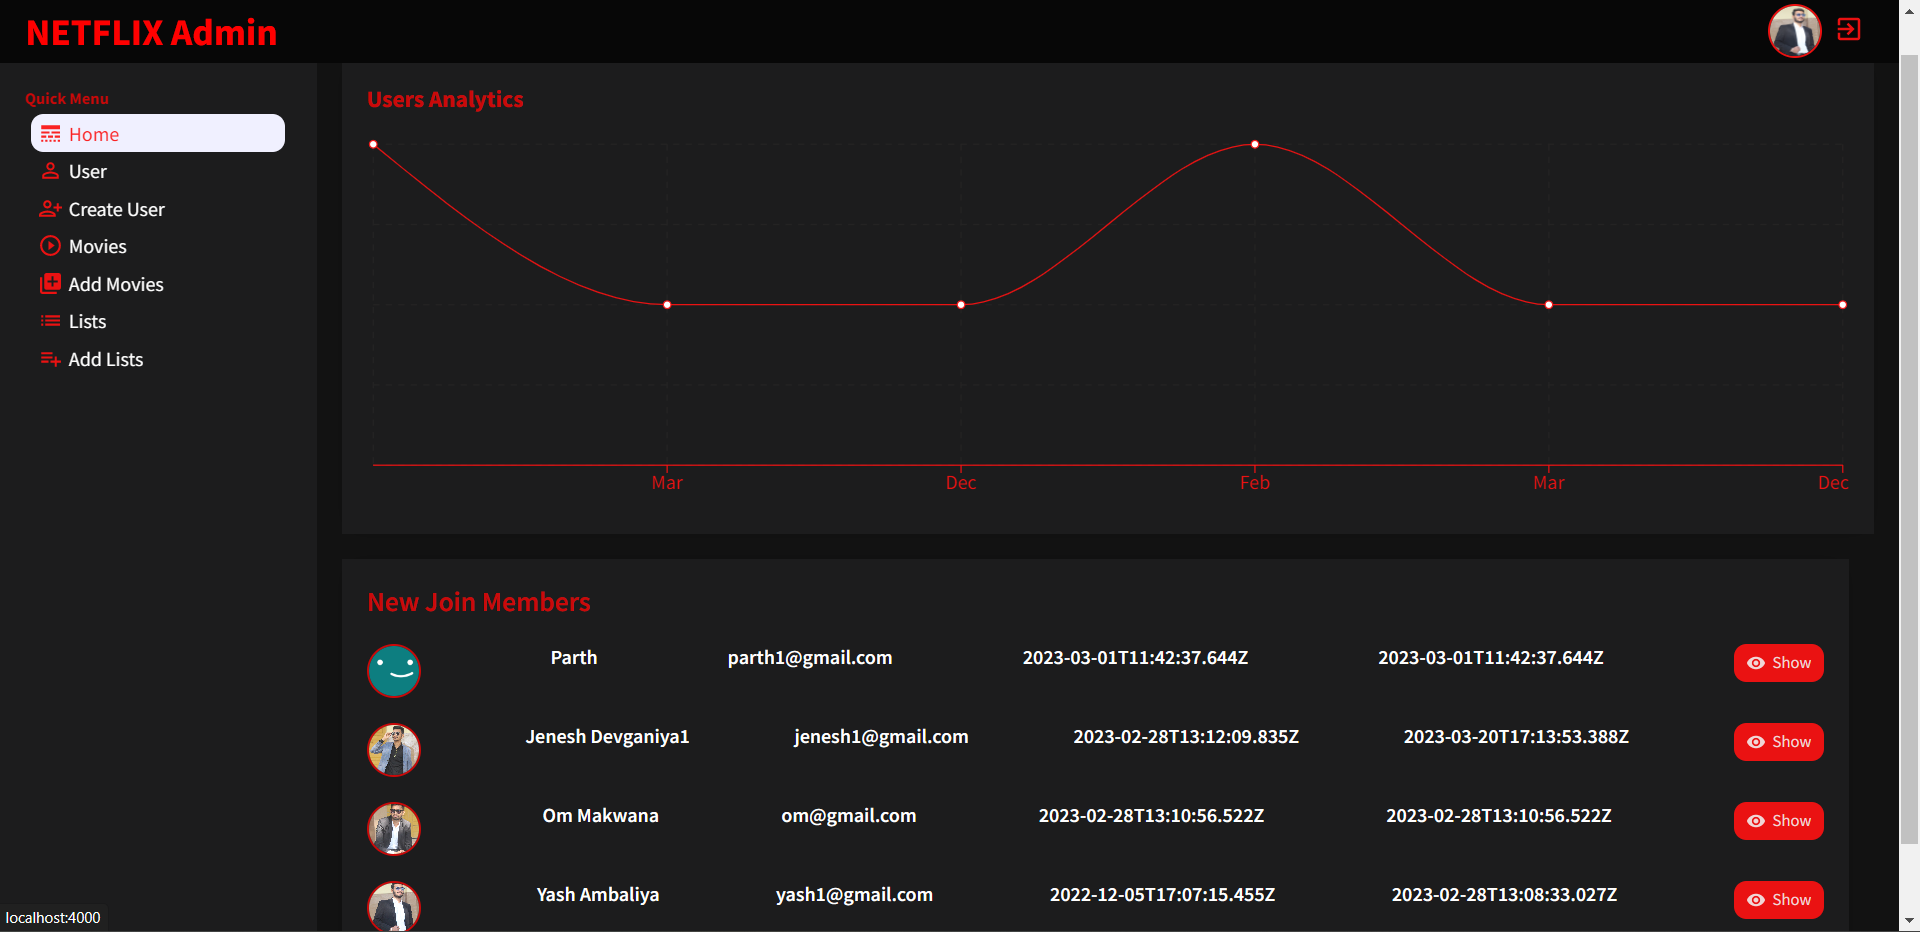 NETFLIX Admin
Quick Menu
Home
User
Create User
Movies
Add Movies
Lists
Add Lists
Users Analytics
Mar Dec Feb Mar Dec
New Join Members
Parth parth1@gmail.com 2023-03-01T11:42:37.644Z 2023-03-01T11:42:37.644Z Show
Jenesh Devganiya1 jenesh1@gmail.com 2023-02-28T13:12:09.835Z 2023-03-20T17:13:53.388Z Show
Om Makwana om@gmail.com 2023-02-28T13:10:56.522Z 2023-02-28T13:10:56.522Z Show
Yash Ambaliya yash1@gmail.com 2022-12-05T17:07:15.455Z 2023-02-28T13:08:33.027Z Show
localhost:4000